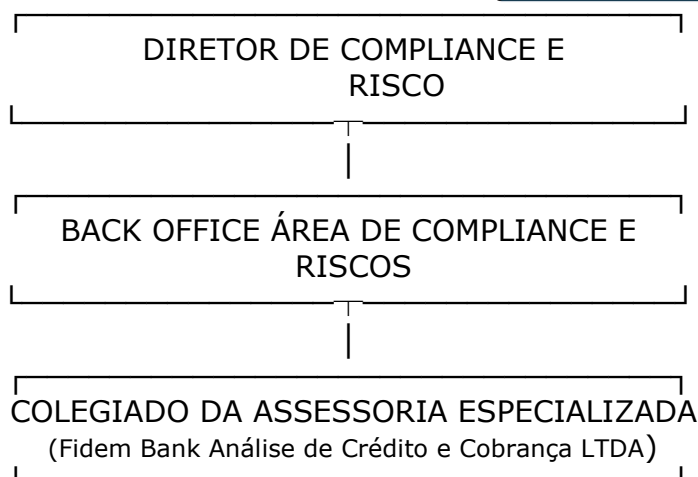 DIRETOR DE COMPLIANCE E
RISCO
BACK OFFICE ÁREA DE COMPLIANCE E
RISCOS
COLEGIADO DA ASSESSORIA ESPECIALIZADA
(Fidem Bank Análise de Crédito e Cobrança LTDA)